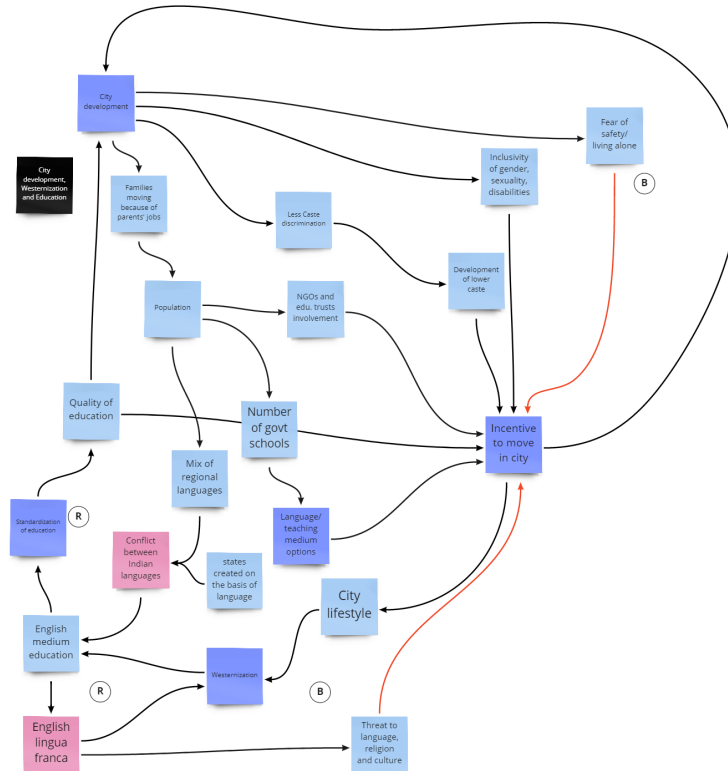 City
development
Fear of
safety/
living alone
City
development,
Westernization
and Education
Inclusivity
of gender,
sexuality,
disabilities
B
Families
moving
because of
parents' jobs
Less Caste
discrimination
Development
of lower
caste
Population
NGOs and
edu. trusts
involvement
Quality of
education
Number
of govt
schools
Incentive
to move
in city
Mix of
regional
languages
R
Standardization
of education
Language/
teaching
medium
options
Conflict
between
Indian
languages
states
created on
the basis of
language
City
lifestyle
English
medium
education
Westernization
R
B
English
lingua
franca
Threat to
language,
religion
and culture